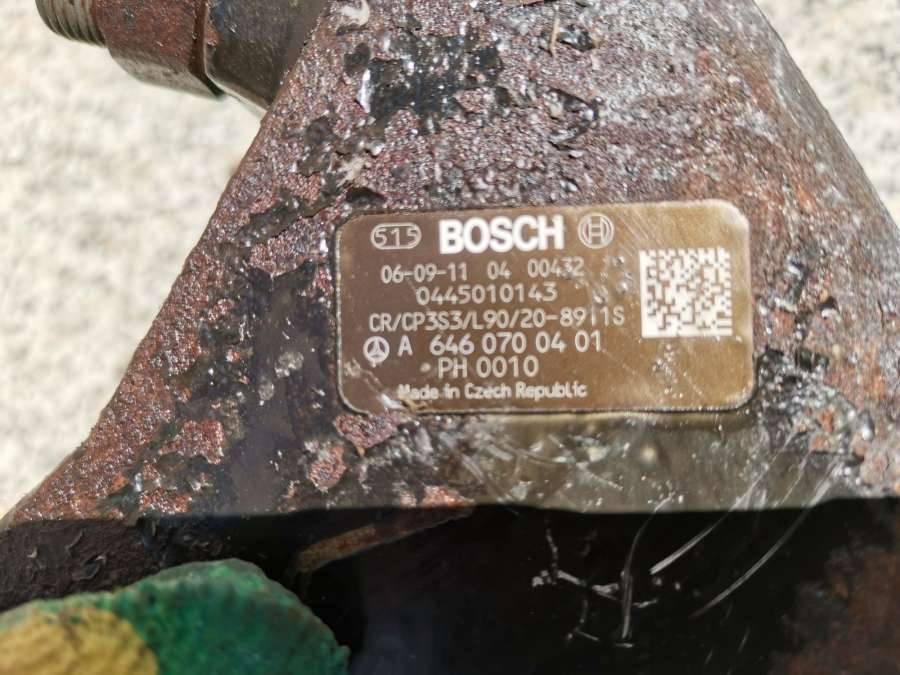 515 BOSCH
06-09-11 04 00432
0445010143
CR/CP3S3/L90/20-8911S
A 646 070 04 01
PH 0010
Made in Czech Republic